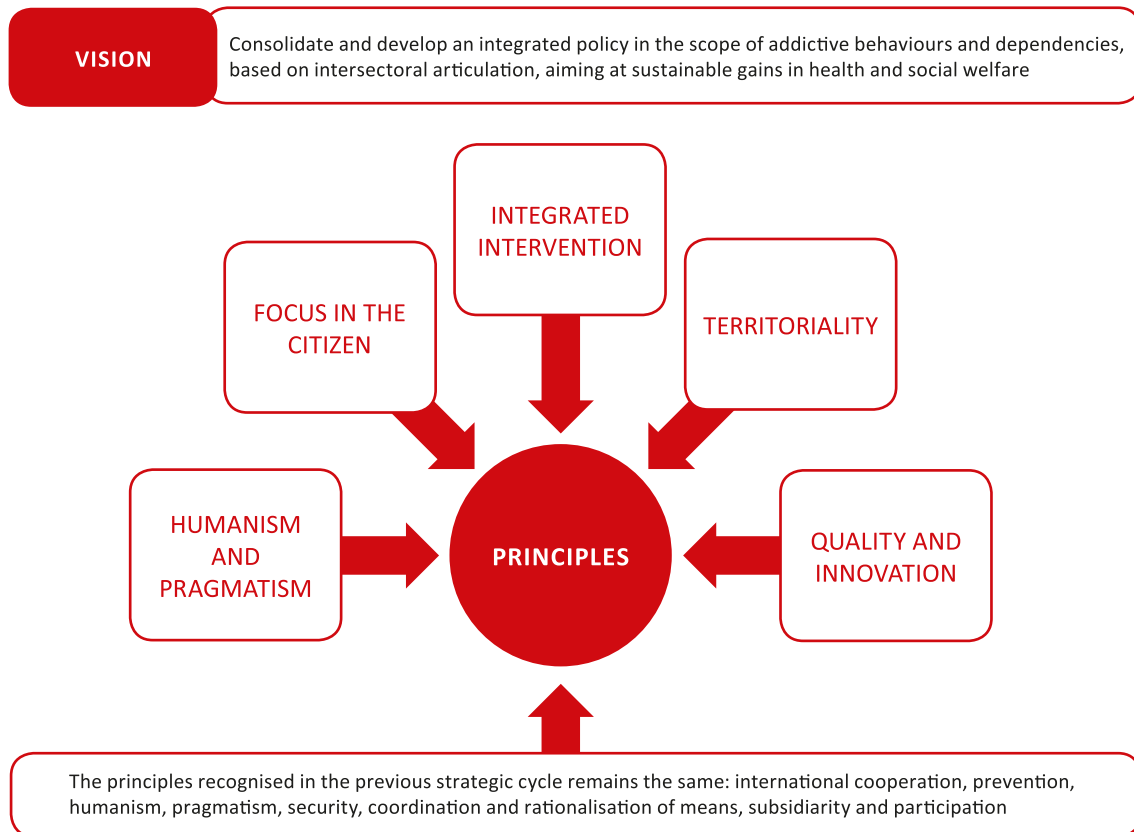 VISION
Consolidate and develop an integrated policy in the scope of addictive behaviours and dependencies,
based on intersectoral articulation, aiming at sustainable gains in health and social welfare
INTEGRATED
INTERVENTION
FOCUS IN THE
CITIZEN
TERRITORIALITY
HUMANISM
AND
PRAGMATISM
PRINCIPLES
QUALITY AND
INNOVATION
The principles recognised in the previous strategic cycle remains the same: international cooperation, prevention,
humanism, pragmatism, security, coordination and rationalisation of means, subsidiarity and participation